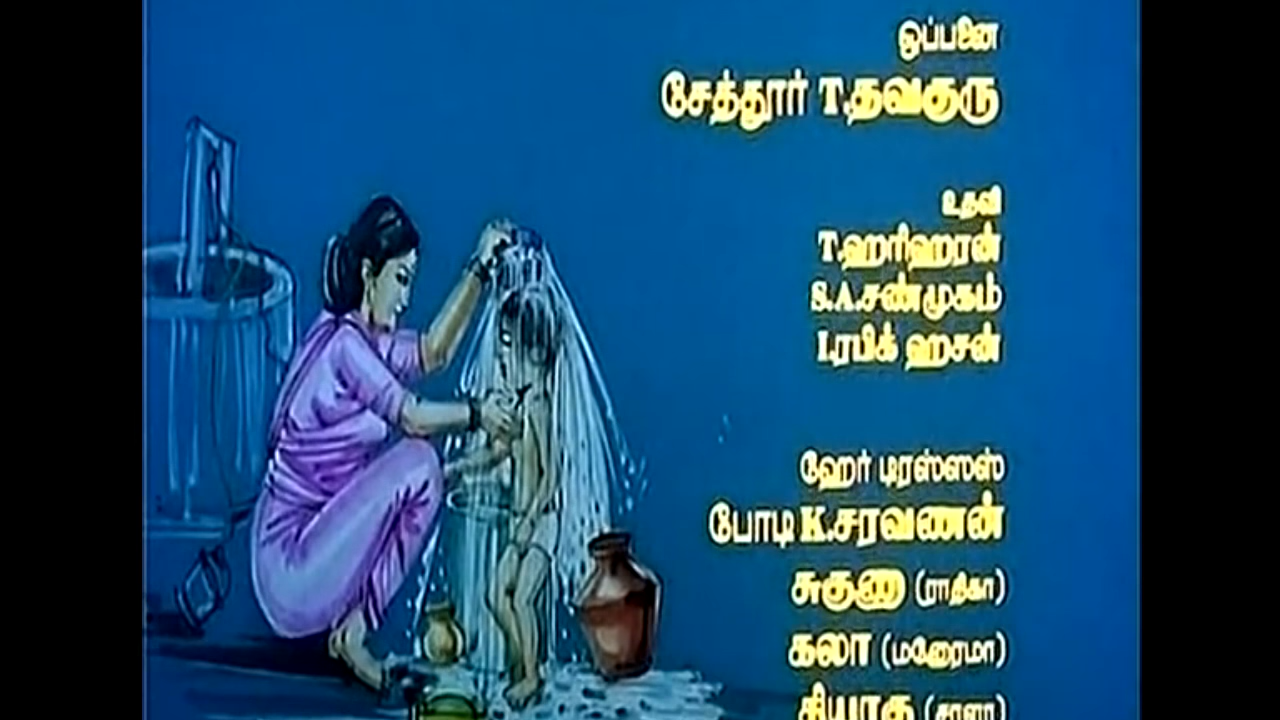 ஒப்பனை
சேத்தூர் T.தவகுரு
உதவி
T.ஹரிஹரன்
S.A.சண்முகம்
I.ரபிக் ஹசன்
ஹேர் டிரஸ்ஸஸ்
போடி K.சரவணன்
சுகுணா (ராதிகா)
கலா (மனோரமா)